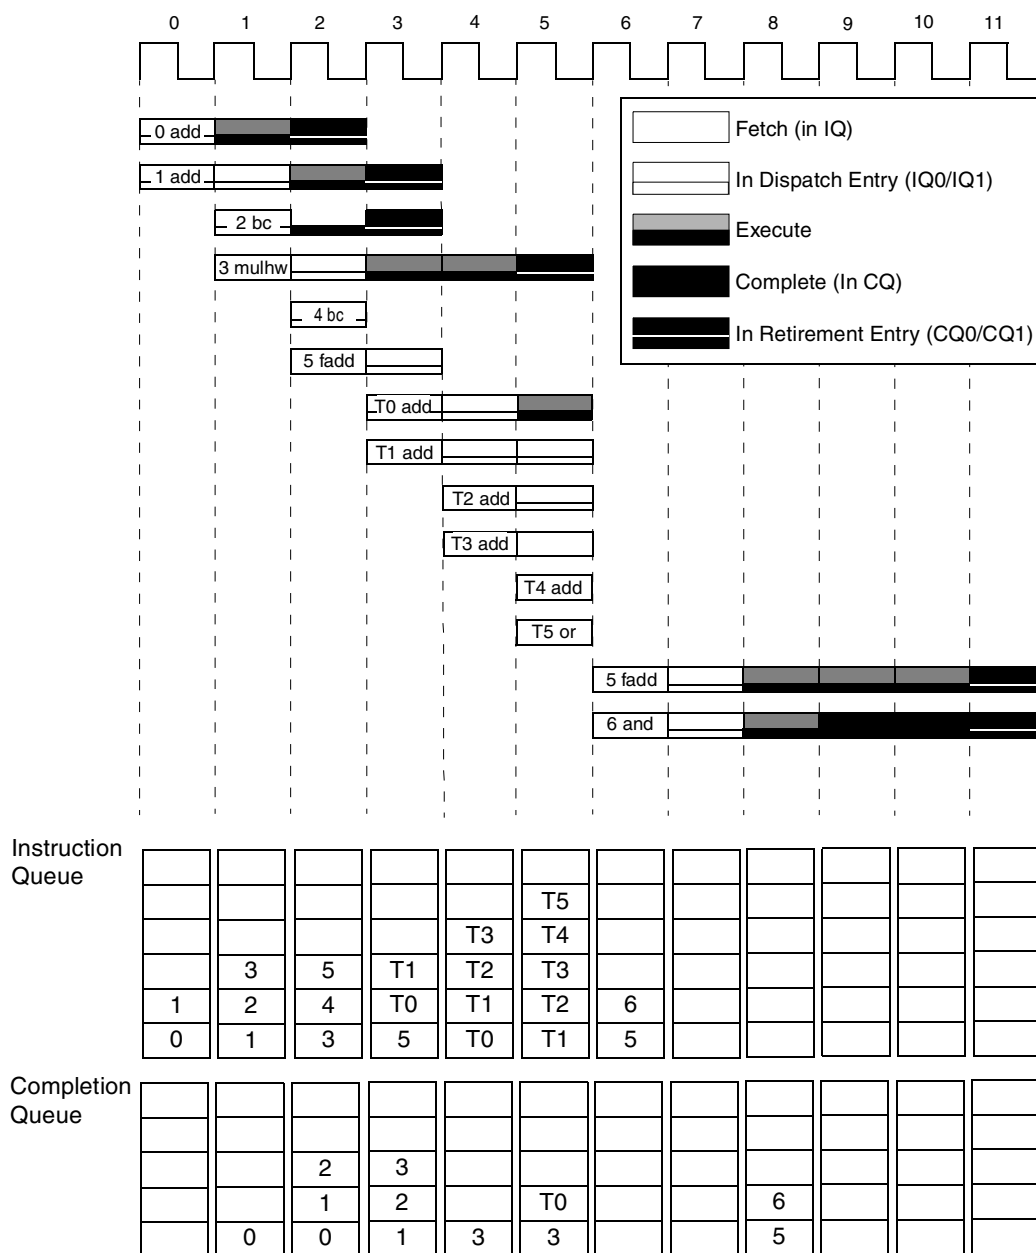 0 1 2 3 4 5 6 7 8 9 10 11
Fetch (in IQ)
In Dispatch Entry (IQ0/IQ1)
Execute
Complete (In CQ)
In Retirement Entry (CQ0/CQ1)
0 add
1 add
2 bc
3 mulhw
4 bc
5 fadd
T0 add
T1 add
T2 add
T3 add
T4 add
T5 or
5 fadd
6 and
Instruction
Queue
T5
T3 T4
3 5 T1 T2 T3
1 2 4 T0 T1 T2 6
0 1 3 5 T0 T1 5
Completion
Queue
2 3
1 2 T0 6
0 0 1 3 3 5